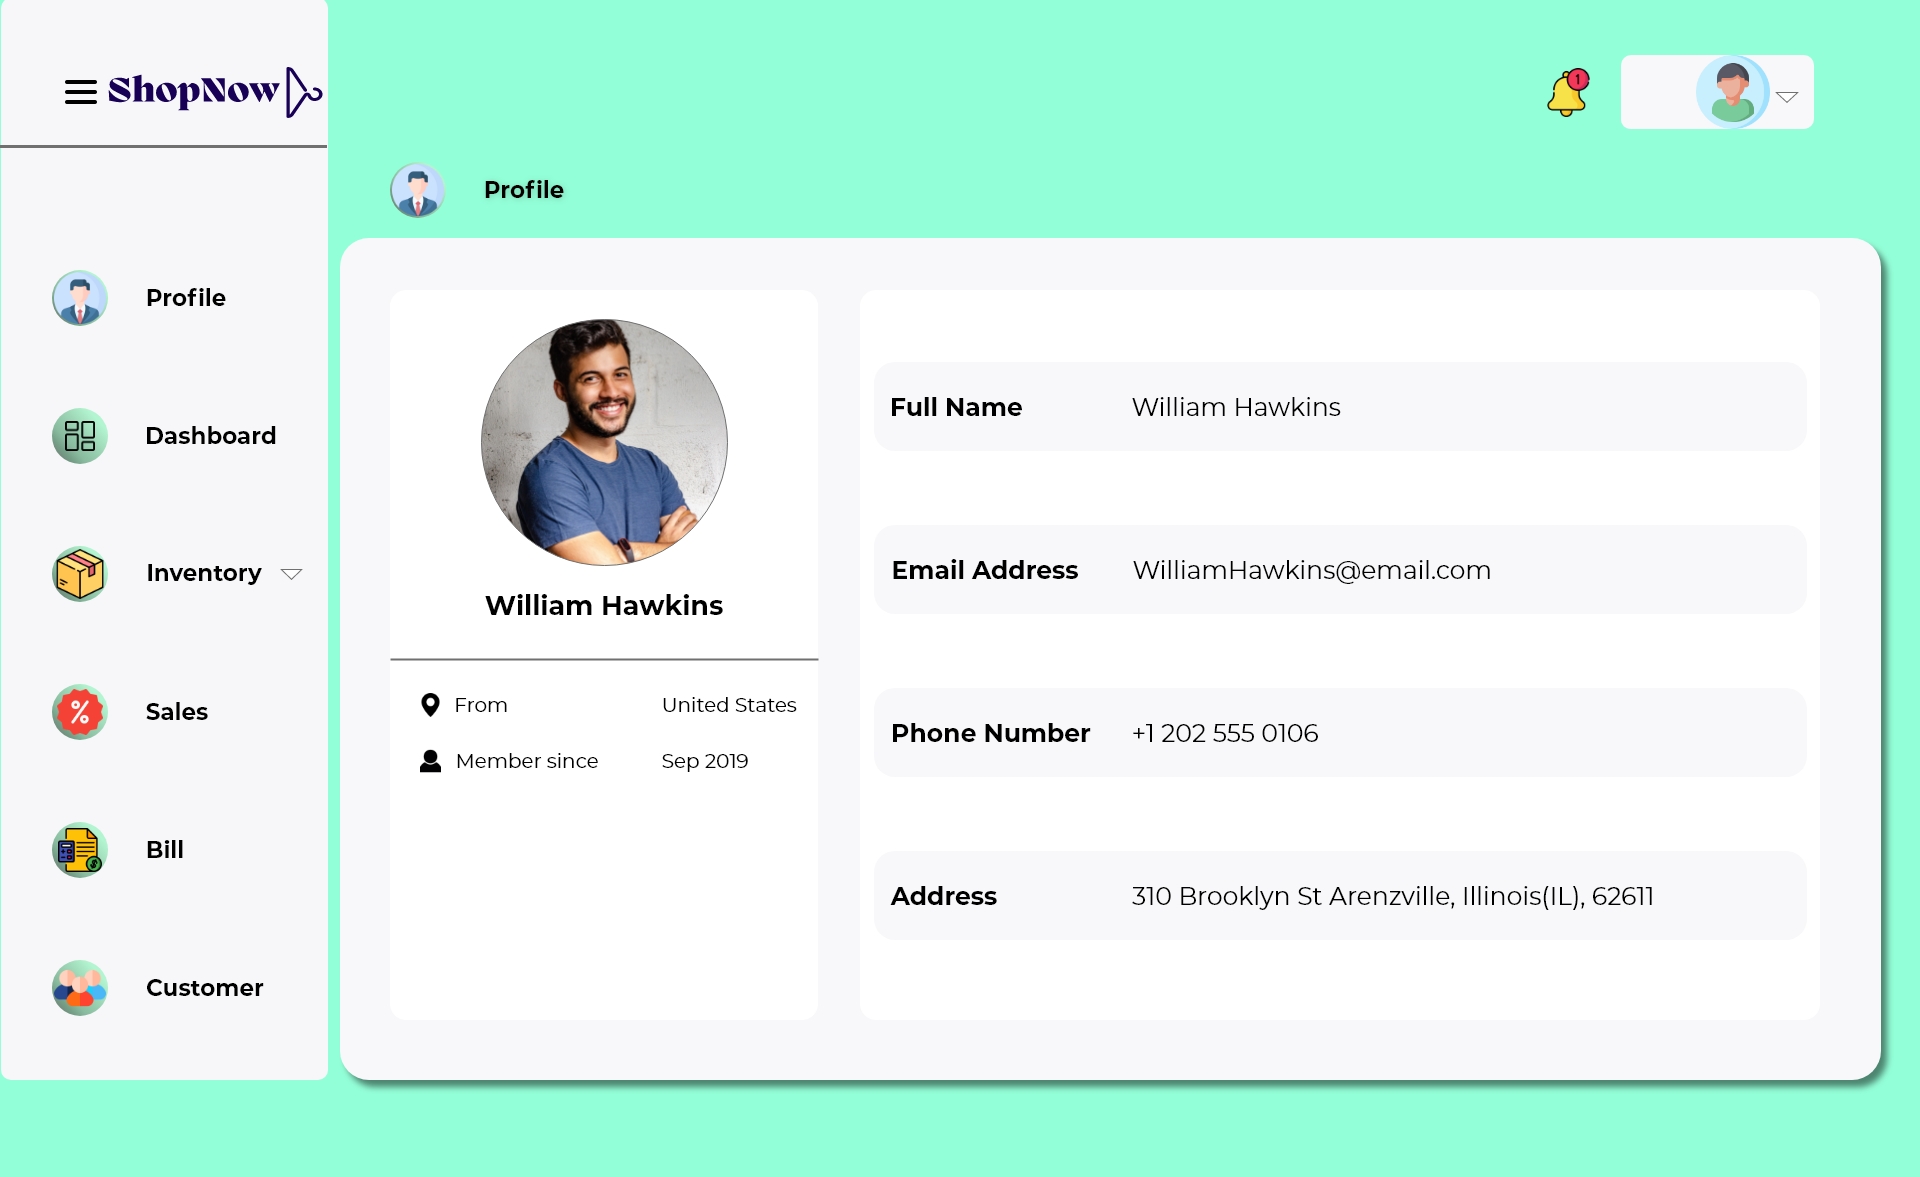 ShopNow
1
Profile
Profile
Dashboard
Inventory
Sales
%
Bill
$
Customer
William Hawkins
From United States
Member since Sep 2019
Full Name William Hawkins
Email Address WilliamHawkins@email.com
Phone Number +1 202 555 0106
Address 310 Brooklyn St Arenzville, Illinois(IL), 62611